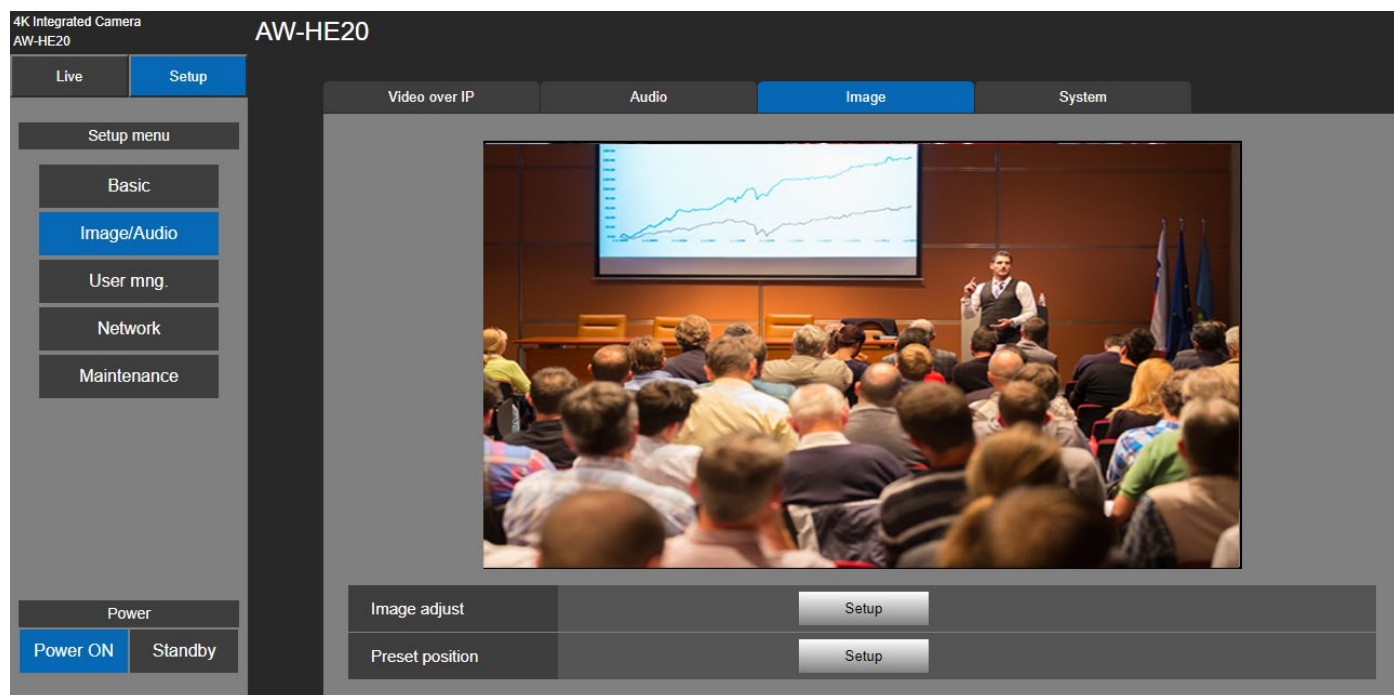 4K Integrated Camera
AW-HE20
AW-HE20
Live
Setup
Video over IP
Audio
Image
System
Setup menu
Basic
Image/Audio
User mng.
Network
Maintenance
Image adjust
Setup
Power
Power ON
Standby
Preset position
Setup